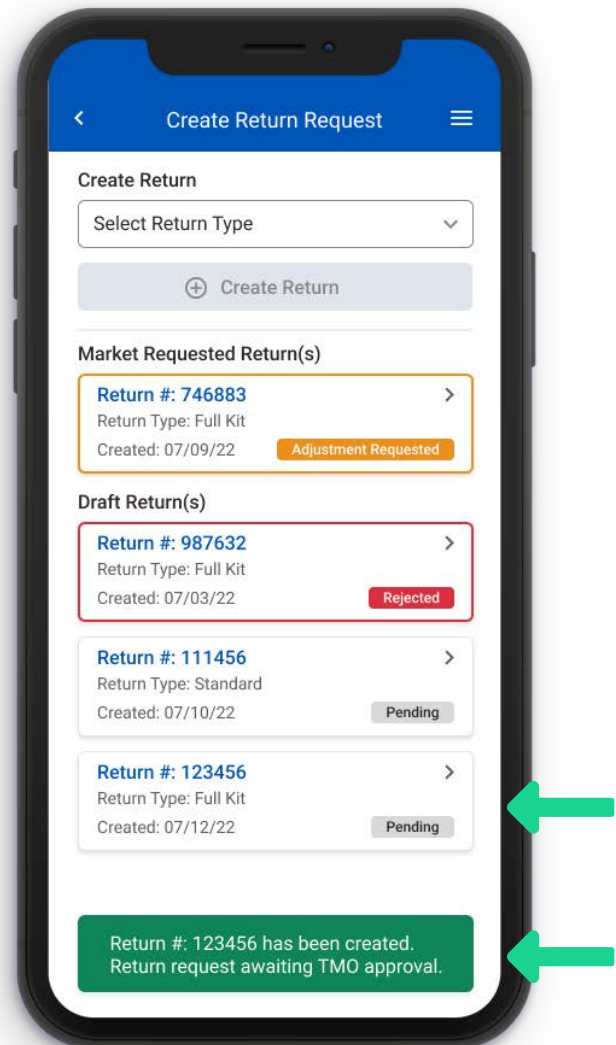 Create Return Request
Create Return
Select Return Type
Create Return
Market Requested Return(s)
Return #: 746883
Return Type: Full Kit
Created: 07/09/22 Adjustment Requested
Draft Return(s)
Return #: 987632
Return Type: Full Kit
Created: 07/03/22 Rejected
Return #: 111456
Return Type: Standard
Created: 07/10/22 Pending
Return #: 123456
Return Type: Full Kit
Created: 07/12/22 Pending
Return #: 123456 has been created.
Return request awaiting TMO approval.